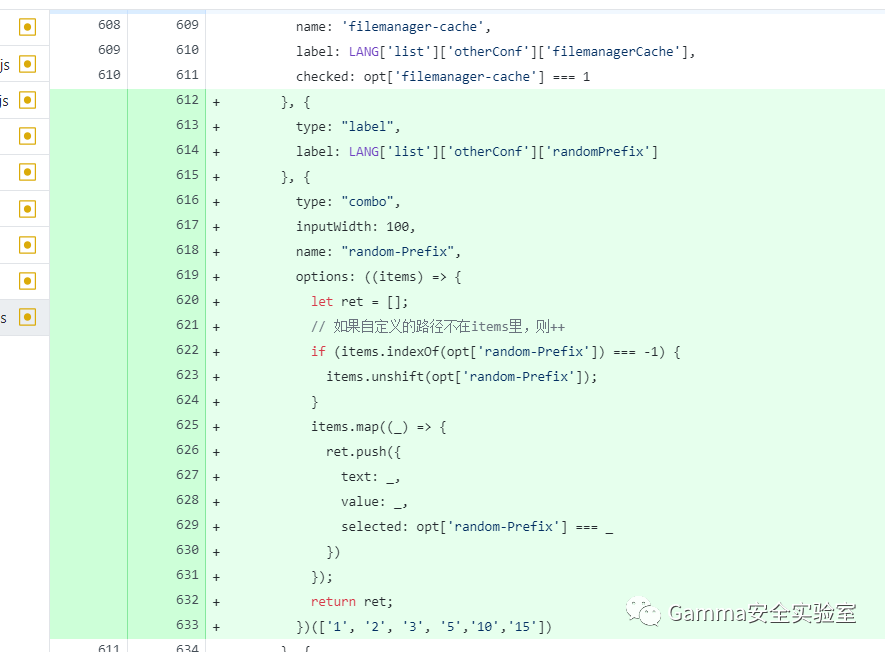 608 609 name: 'filemanager-cache',
609 610 label: LANG['list']['otherConf']['filemanagerCache'],
js
610 611 checked: opt['filemanager-cache'] === 1
js
612 + }, {
613 + type: "label",
614 + label: LANG['list']['otherConf']['randomPrefix']
615 + }, {
616 + type: "combo",
617 + inputWidth: 100,
618 + name: "random-Prefix",
619 + options: ((items) => {
620 + let ret = [];
s
621 + // 如果自定义的路径不在items里，则++
622 + if (items.indexOf(opt['random-Prefix']) === -1) {
623 + items.unshift(opt['random-Prefix']);
624 + }
625 + items.map((_) => {
626 + ret.push({
627 + text: _,
628 + value: _,
629 + selected: opt['random-Prefix'] === _
630 + })
631 + });
632 + return ret;
633 + })(['1', '2', '3', '5','10','15'])
611 634 }, {
Gamma安全实验室